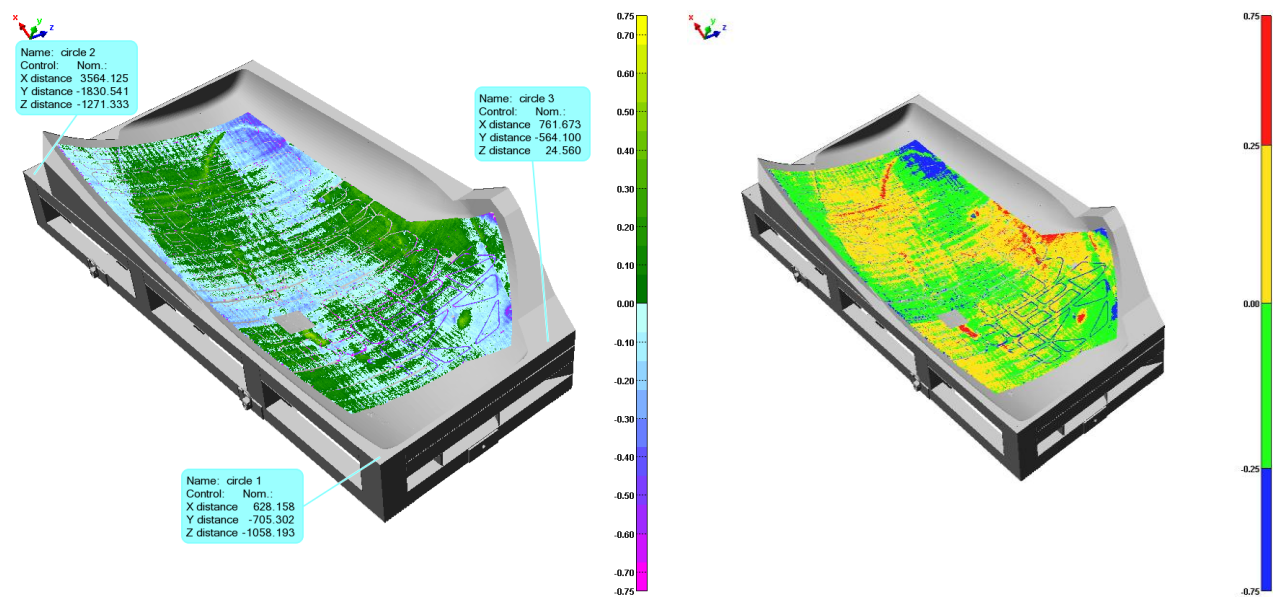 x
y
z
Name: circle 2
Control: Nom.:
X distance 3564.125
Y distance -1830.541
Z distance -1271.333
Name: circle 3
Control: Nom.:
X distance 761.673
Y distance -564.100
Z distance 24.560
Name: circle 1
Control: Nom.:
X distance 628.158
Y distance -705.302
Z distance -1058.193
0.75
0.70
0.60
0.50
0.40
0.30
0.20
0.10
0.00
-0.10
-0.20
-0.30
-0.40
-0.50
-0.60
-0.70
-0.75
x
y
z
0.75
0.25
0.00
-0.25
-0.75